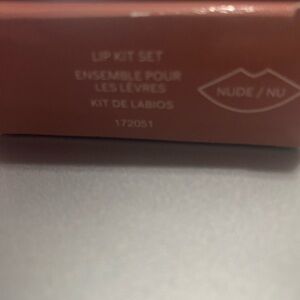 LIP KIT SET
ENSEMBLE POUR
LES LÈVRES
KIT DE LABIOS
172051
NUDE / NU